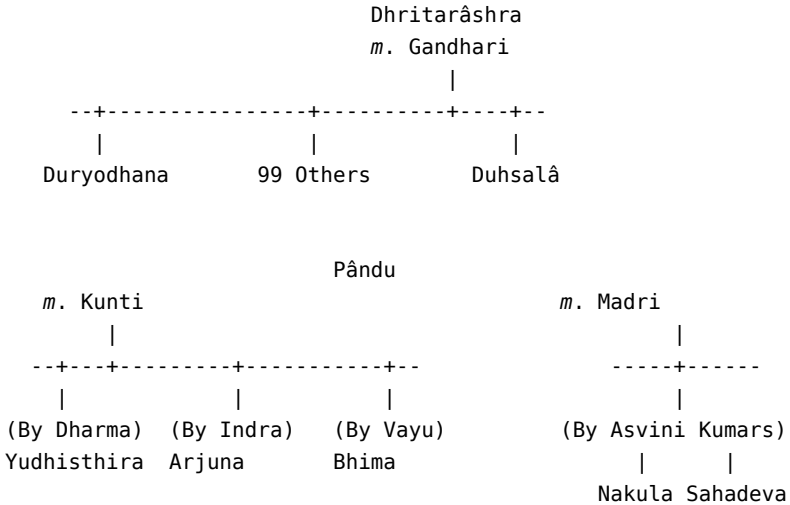 Dhritarâshra
m. Gandhari
|
--+----------------+----------+----+--
| | |
Duryodhana 99 Others Duhsalâ
Pându
m. Kunti m. Madri
| |
--+---+---------+-----------+-- -----+------
| | | |
(By Dharma) (By Indra) (By Vayu) (By Asvini Kumars)
Yudhisthira Arjuna Bhima | |
Nakula Sahadeva